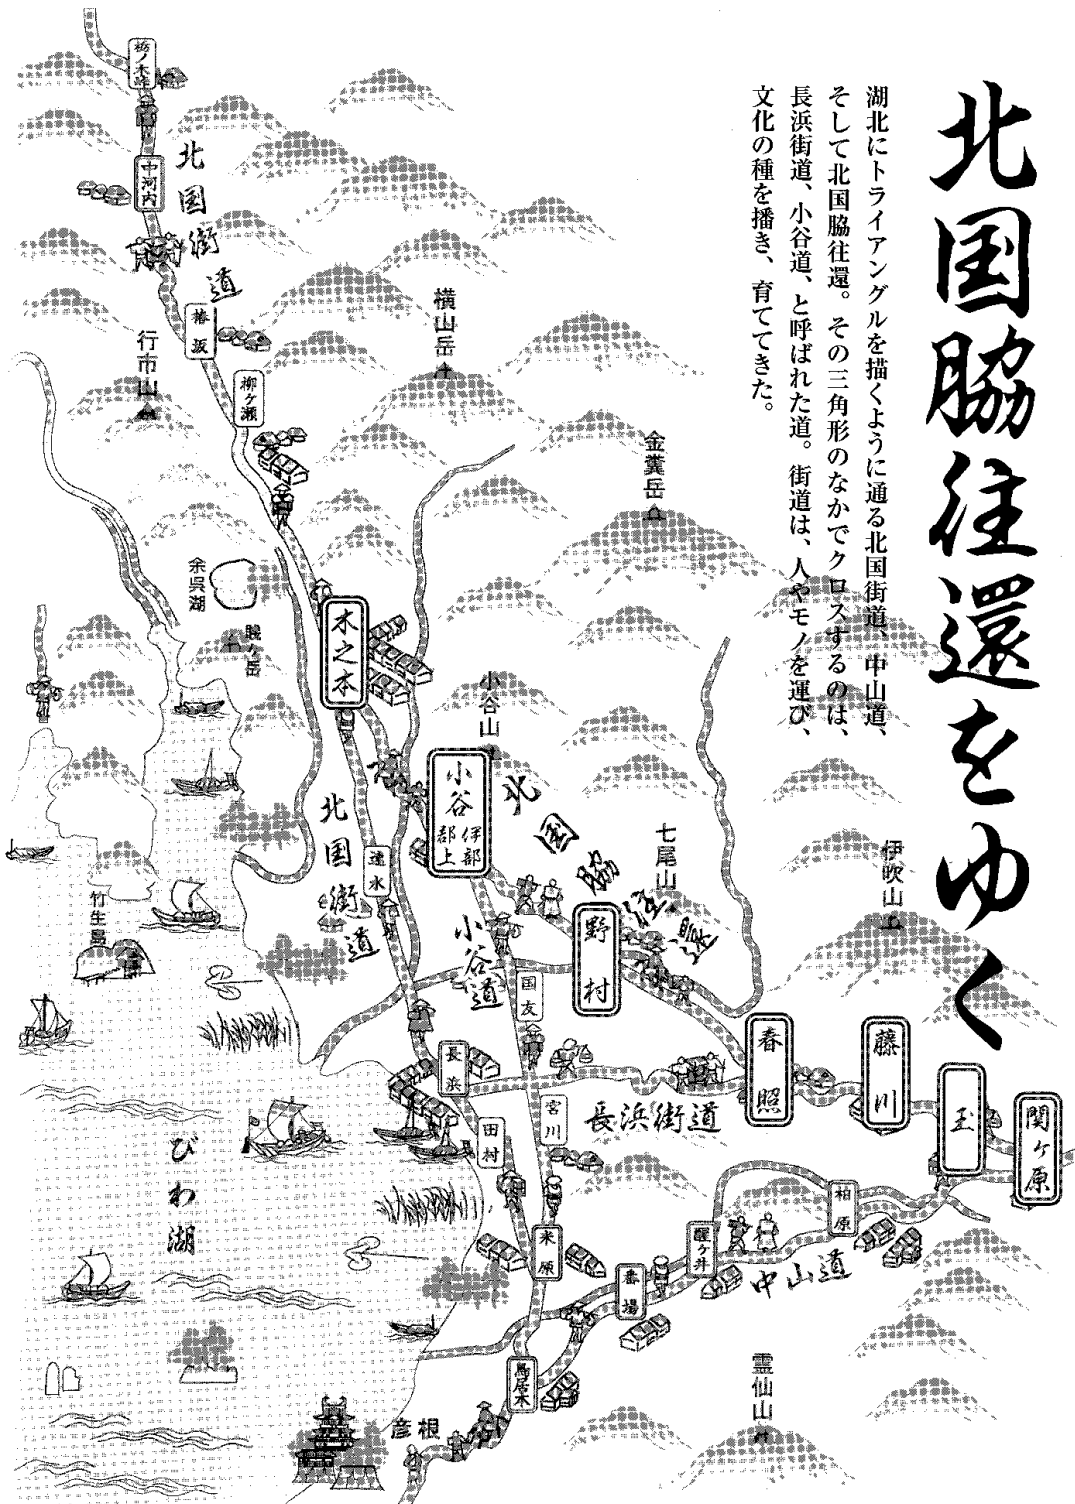 北国脇往還をゆく
湖北にトライアングルを描くように通る北国街道、中山道、
そして北国脇往還。その三角形のなかでクロスするのは、
長浜街道、小谷道、と呼ばれた道。街道は、人やモノを運び、
文化の種を播き、育ててきた。
栃ノ木峠
中河内
北国街道
椿坂
行市山
柳ヶ瀬
横山岳
金糞岳
余呉湖
賤ヶ岳
木之本
小谷山
小谷
伊部
郡上
北国脇往還
七尾山
伊吹山
北国街道
速水
小谷道
野村
竹生島
国友
春照
藤川
玉
関ヶ原
長浜
長浜街道
宮川
田村
びわ湖
柏原
醒ヶ井
米原
番場
中山道
鳥居本
霊仙山
彦根